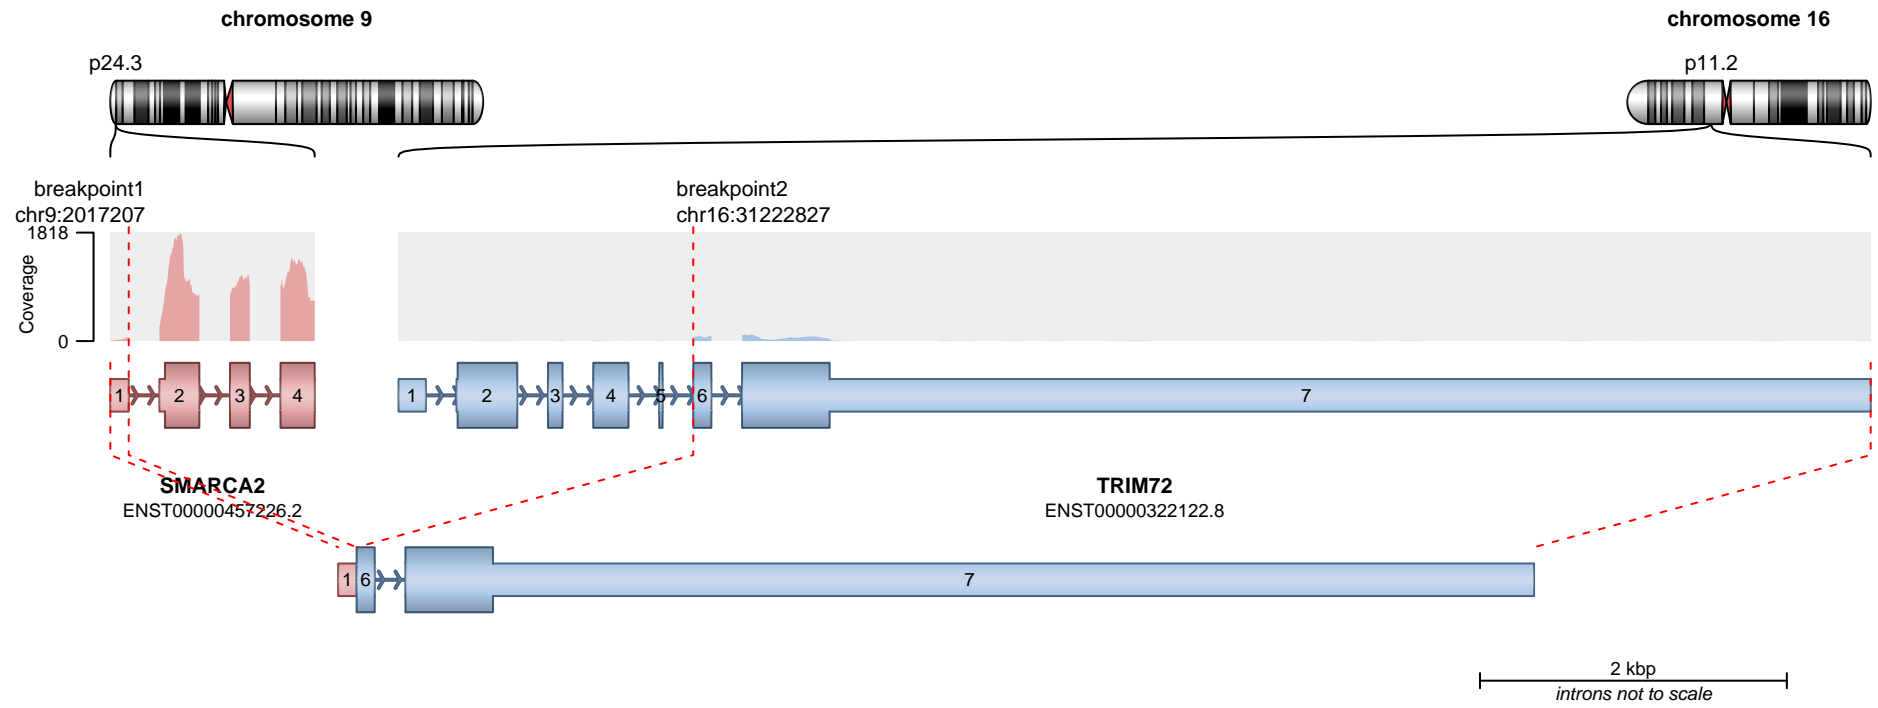 chromosome 9
chromosome 16
p24.3
p11.2
breakpoint1
chr9:2017207
breakpoint2
chr16:31222827
1818
Coverage
0
1
2
3
4
1
2
3
4
5
6
7
SMARCA2
ENST00000457226.2
TRIM72
ENST00000322122.8
1
6
7
2 kbp
introns not to scale